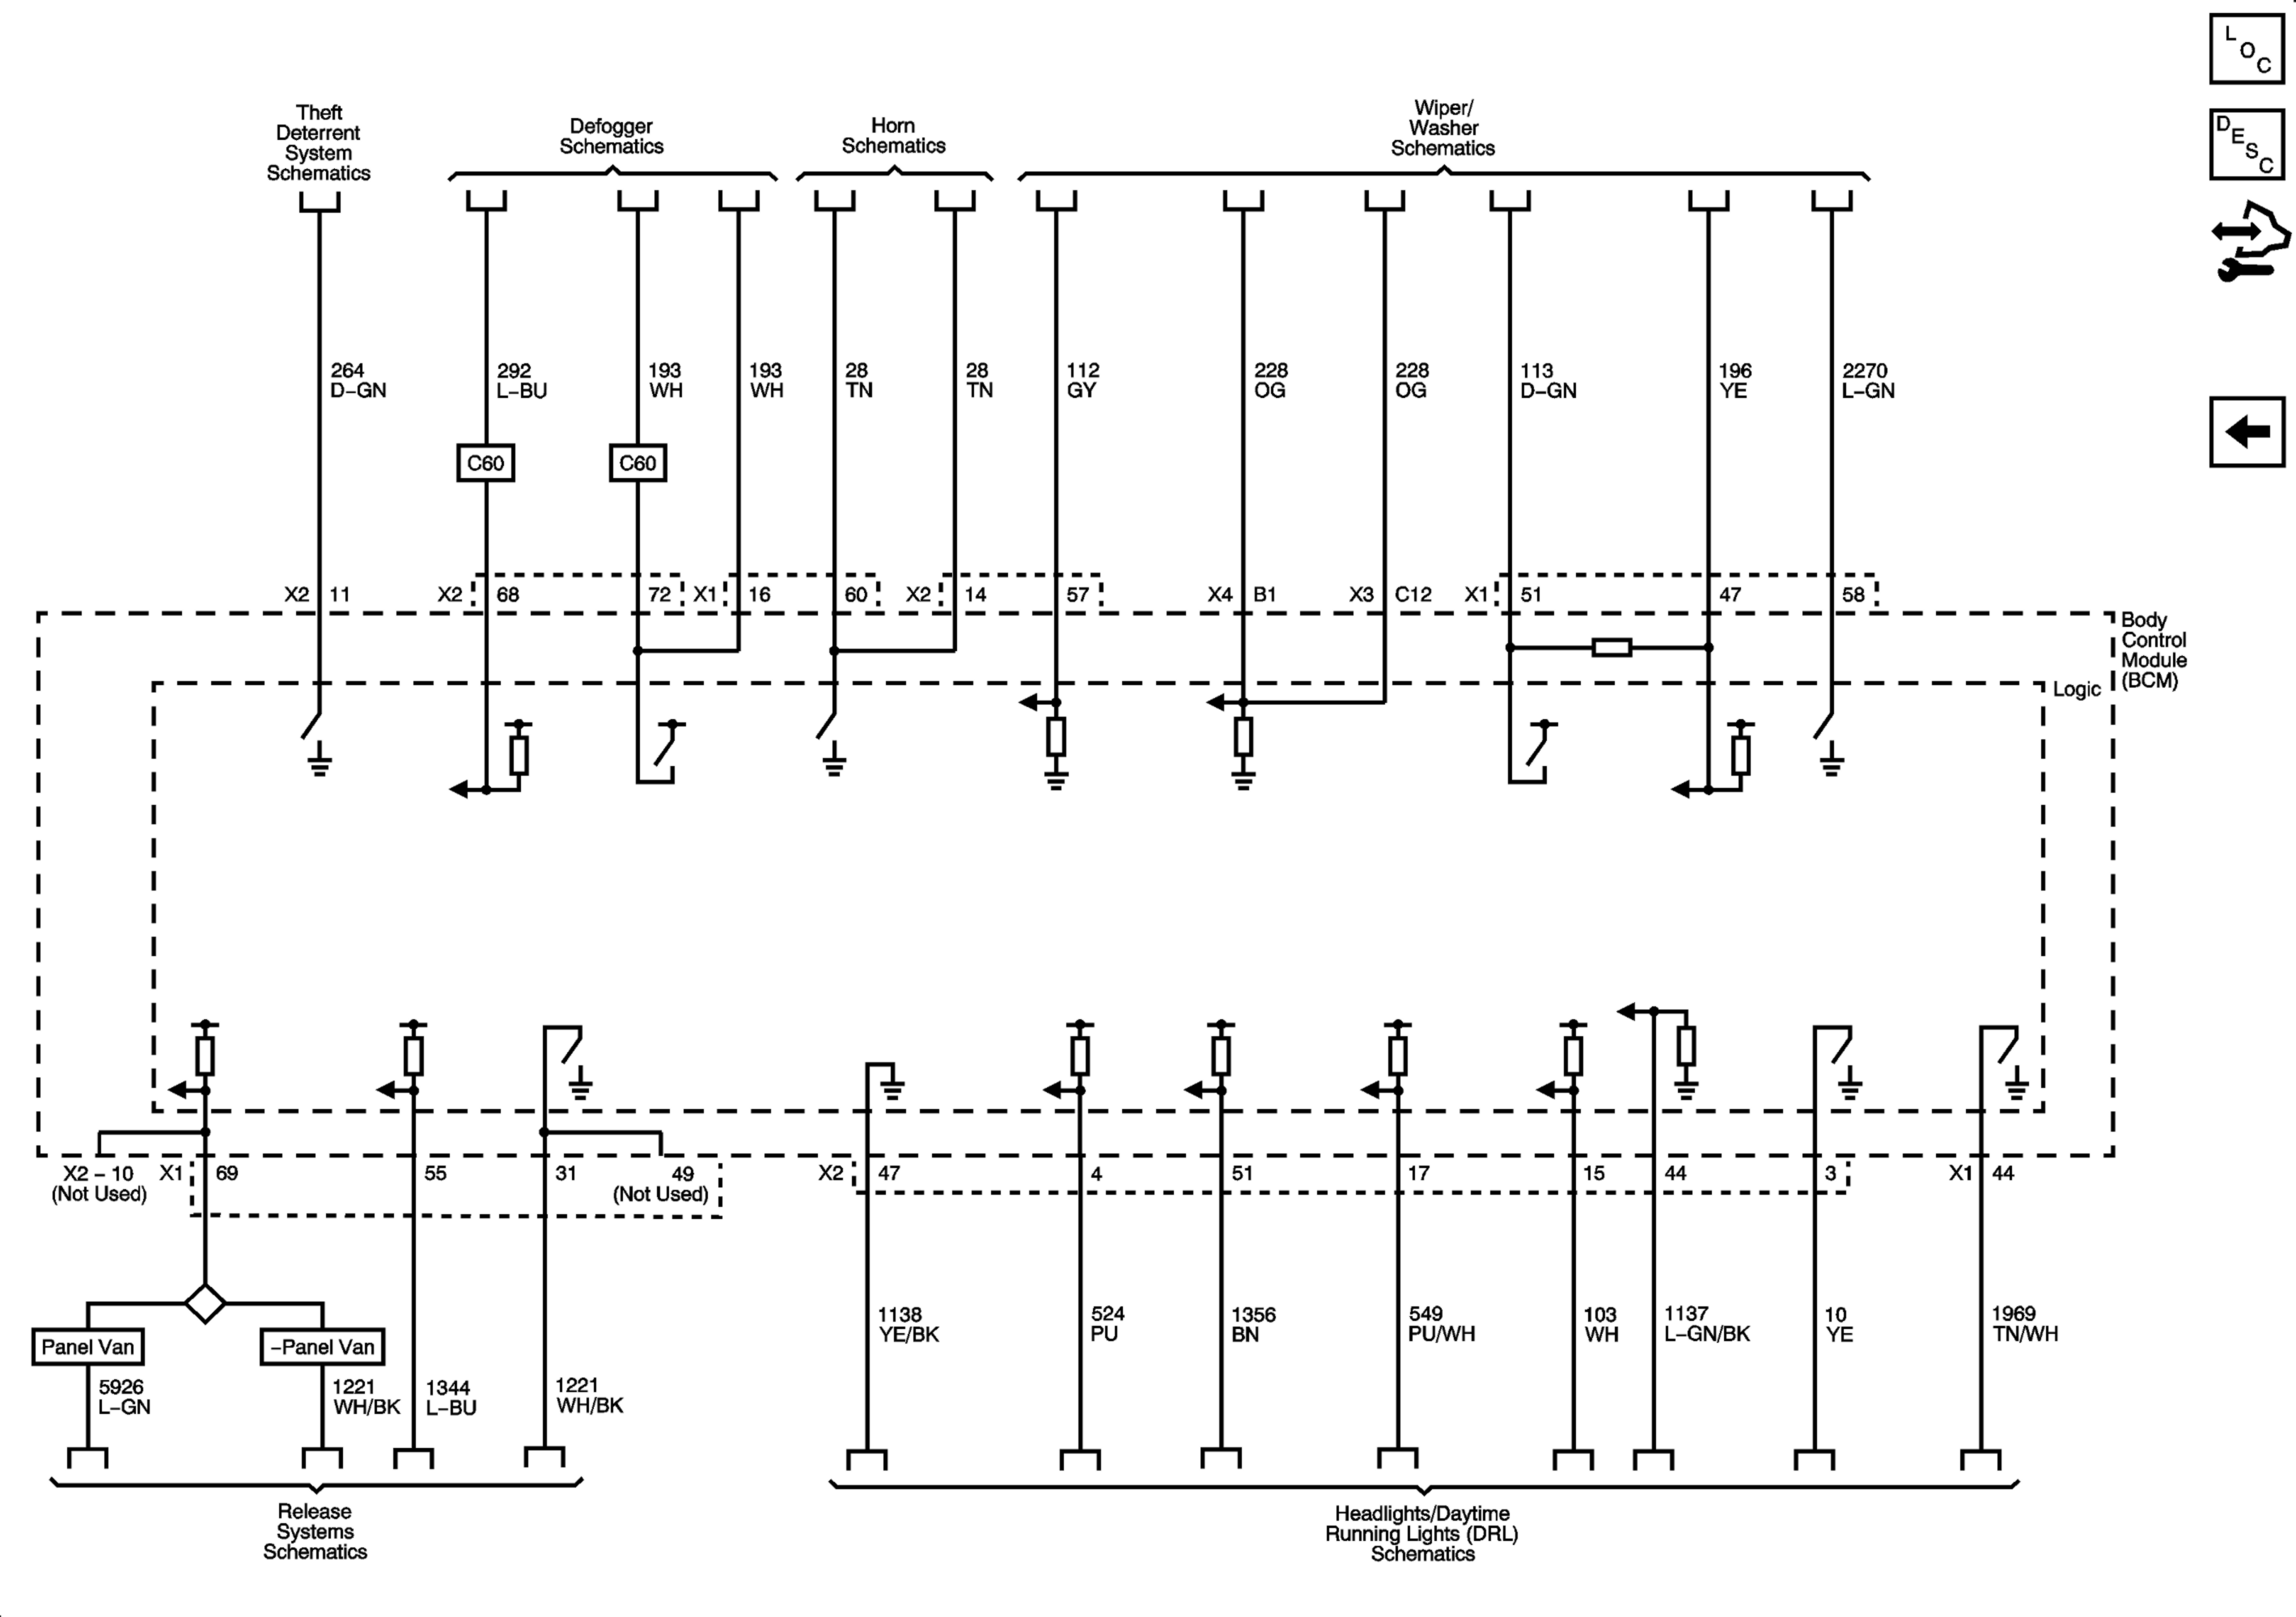 L
O
C
D
E
S
C
Theft
Deterrent
System
Schematics
Defogger
Schematics
Horn
Schematics
Wiper/
Washer
Schematics
264
D–GN
292
L–BU
193
WH
193
WH
28
TN
28
TN
112
GY
228
OG
228
OG
113
D–GN
196
YE
2270
L–GN
C60
C60
X2 11 X2 68 72 X1 16 60 X2 14 57 X4 B1 X3 C12 X1 51 47 58
Body
Control
Module
(BCM)
Logic
X2 – 10
(Not Used)
X1 69 55 31 49
(Not Used)
X2 47 4 51 17 15 44 3 X1 44
Panel Van
–Panel Van
5926
L–GN
1221
WH/BK
1344
L–BU
1221
WH/BK
1138
YE/BK
524
PU
1356
BN
549
PU/WH
103
WH
1137
L–GN/BK
10
YE
1969
TN/WH
Release
Systems
Schematics
Headlights/Daytime
Running Lights (DRL)
Schematics